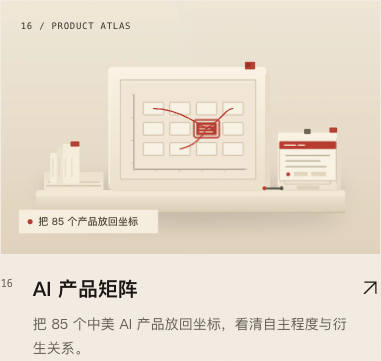 16 / PRODUCT ATLAS
把 85 个产品放回坐标
16
AI 产品矩阵
把 85 个中美 AI 产品放回坐标，看清自主程度与衍
生关系。